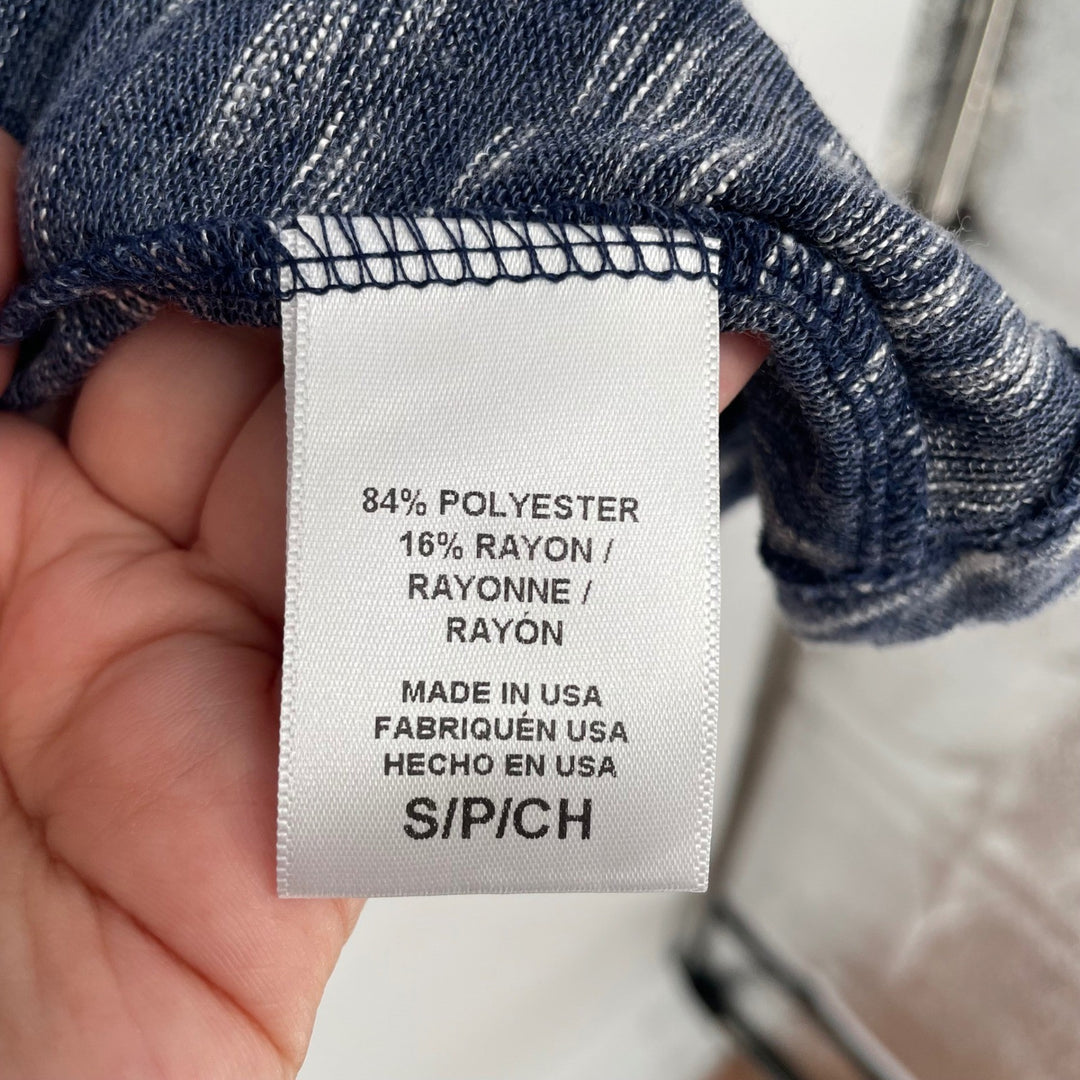 84% POLYESTER
16% RAYON /
RAYONNE /
RAYÓN
MADE IN USA
FABRIQUÉN USA
HECHO EN USA
S/P/CH